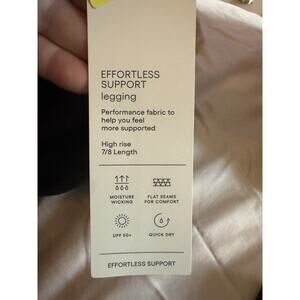 EFFORTLESS
SUPPORT
legging
Performance fabric to
help you feel
more supported
High rise
7/8 Length
MOISTURE
WICKING
FLAT SEAMS
FOR COMFORT
UPF 50+
QUICK DRY
EFFORTLESS SUPPORT